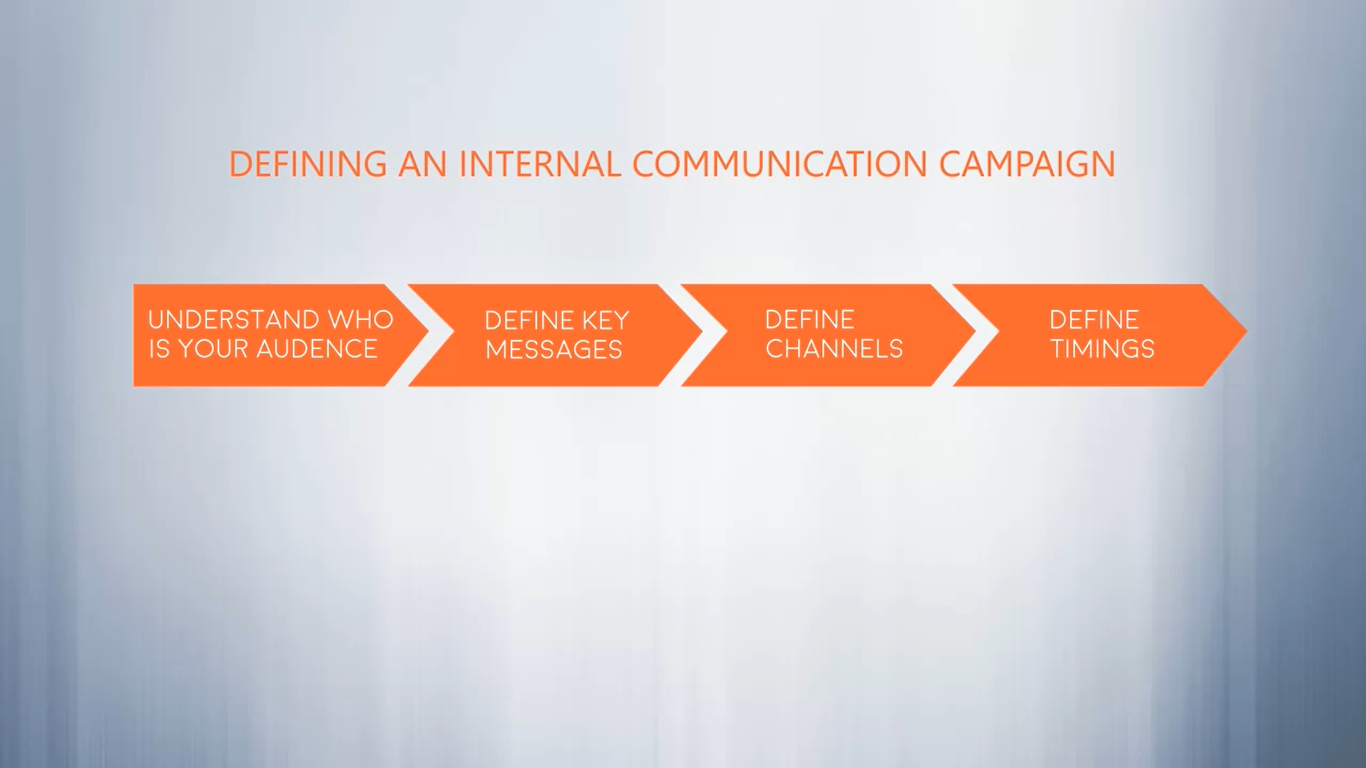 DEFINING AN INTERNAL COMMUNICATION CAMPAIGN
UNDERSTAND WHO
IS YOUR AUDENCE
DEFINE KEY
MESSAGES
DEFINE
CHANNELS
DEFINE
TIMINGS